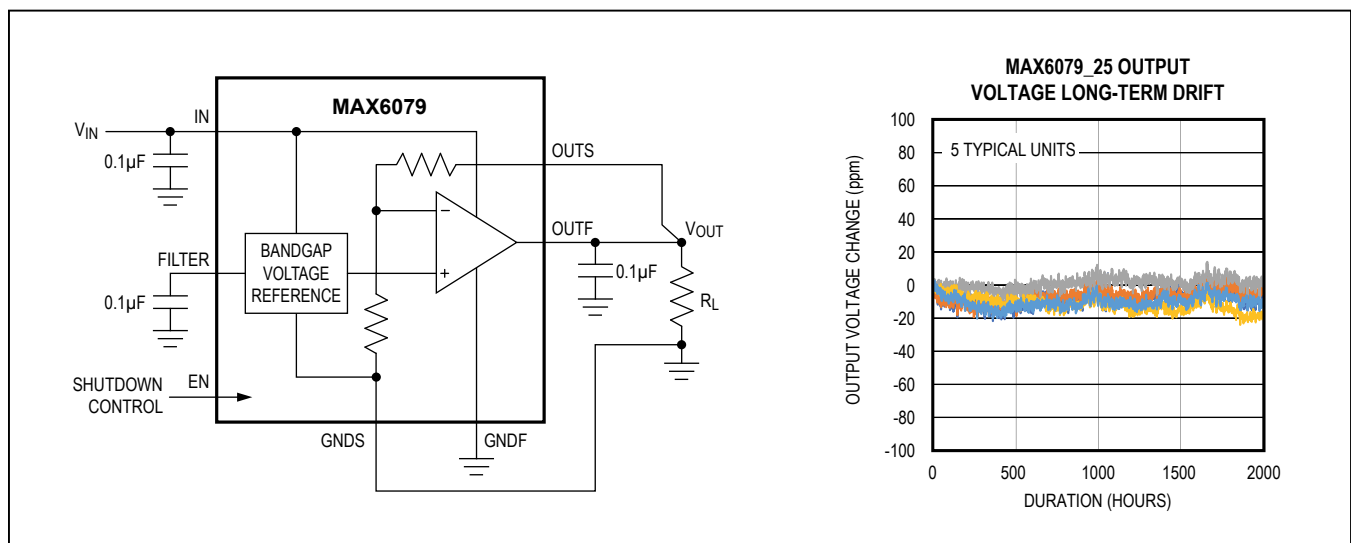 MAX6079
IN
VIN
0.1µF
OUTS
OUTF
VOUT
−
+
BANDGAP
VOLTAGE
REFERENCE
FILTER
0.1µF
0.1µF
RL
SHUTDOWN
CONTROL
EN
GNDS
GNDF
MAX6079_25 OUTPUT
VOLTAGE LONG-TERM DRIFT
5 TYPICAL UNITS
OUTPUT VOLTAGE CHANGE (ppm)
100
80
60
40
20
0
-20
-40
-60
-80
-100
0 500 1000 1500 2000
DURATION (HOURS)